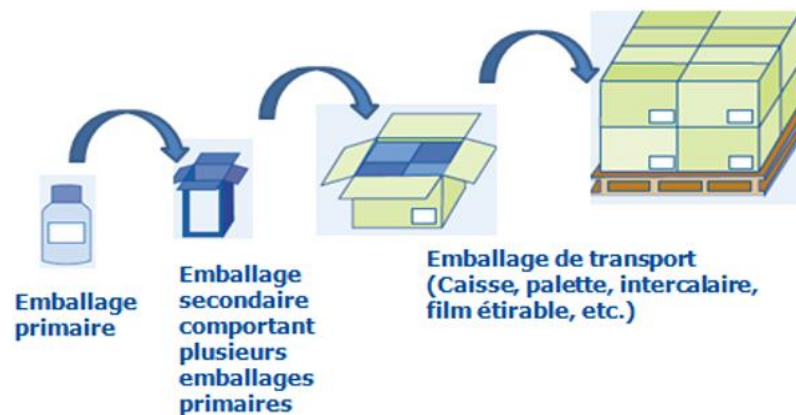 Emballage
primaire
Emballage
secondaire
comportant
plusieurs
emballages
primaires
Emballage de transport
(Caisse, palette, intercalaire,
film étirable, etc.)